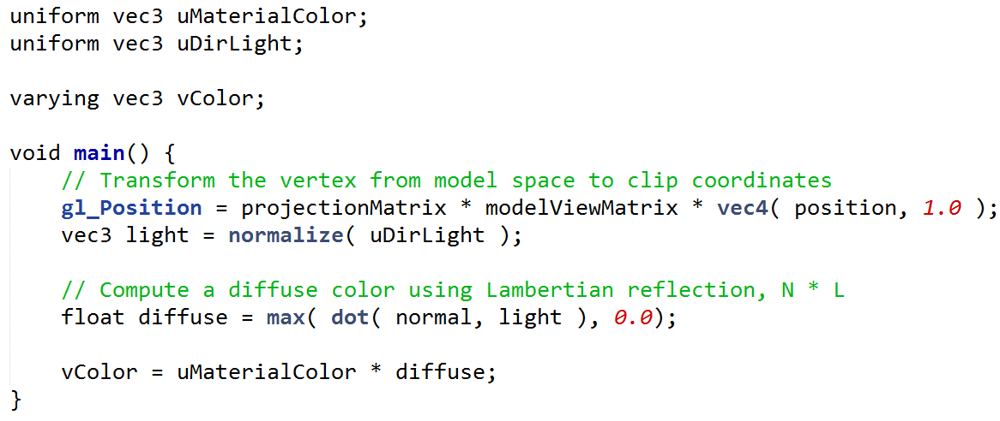 uniform vec3 uMaterialColor;
uniform vec3 uDirLight;
varying vec3 vColor;
void main() {
// Transform the vertex from model space to clip coordinates
gl_Position = projectionMatrix * modelViewMatrix * vec4( position, 1.0 );
vec3 light = normalize( uDirLight );
// Compute a diffuse color using Lambertian reflection, N * L
float diffuse = max( dot( normal, light ), 0.0);
vColor = uMaterialColor * diffuse;
}